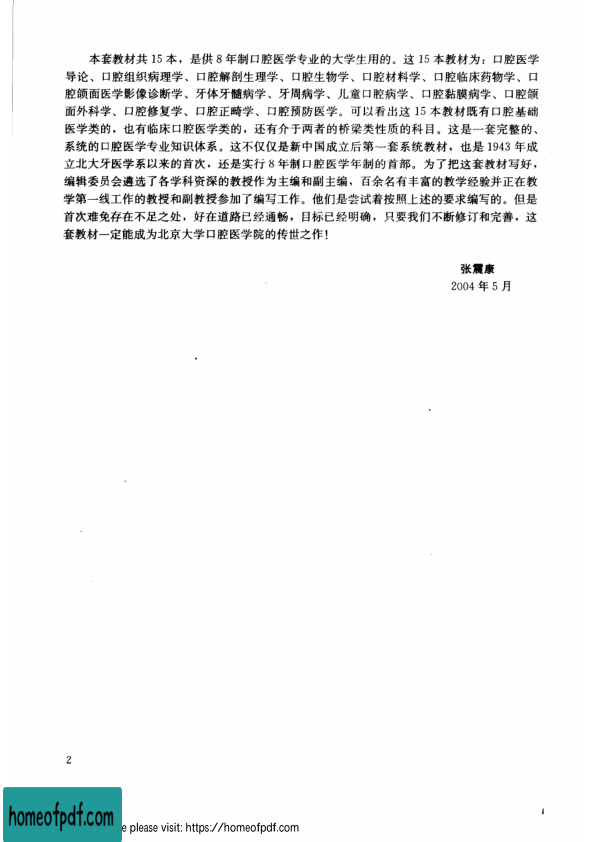 本套教材共 15 本，是供 8 年制口腔医学专业的大学生用的。这 15 本教材为：口腔医学
导论、口腔组织病理学、口腔解剖生理学、口腔生物学、口腔材料学、口腔临床药物学、口
腔颌面医学影像诊断学、牙体牙髓病学、牙周病学、儿童口腔病学、口腔黏膜病学、口腔颌
面外科学、口腔修复学、口腔正畸学、口腔预防医学。可以看出这 15 本教材既有口腔基础
医学类的，也有临床口腔医学类的，还有介于两者的桥梁类性质的科目。这是一套完整的、
系统的口腔医学专业知识体系。这不仅仅是新中国成立后第一套系统教材，也是 1943 年成
立北大牙医学系以来的首次，还是实行 8 年制口腔医学年制的首部。为了把这套教材写好，
编辑委员会遴选了各学科资深的教授作为主编和副主编，百余名有丰富的教学经验并正在教
学第一线工作的教授和副教授参加了编写工作。他们是尝试着按照上述的要求编写的。但是
首次难免存在不足之处，好在道路已经通畅，目标已经明确，只要我们不断修订和完善，这
套教材一定能成为北京大学口腔医学院的传世之作！
张震康
2004 年 5 月
2
homeofpdf.com
e please visit: https://homeofpdf.com